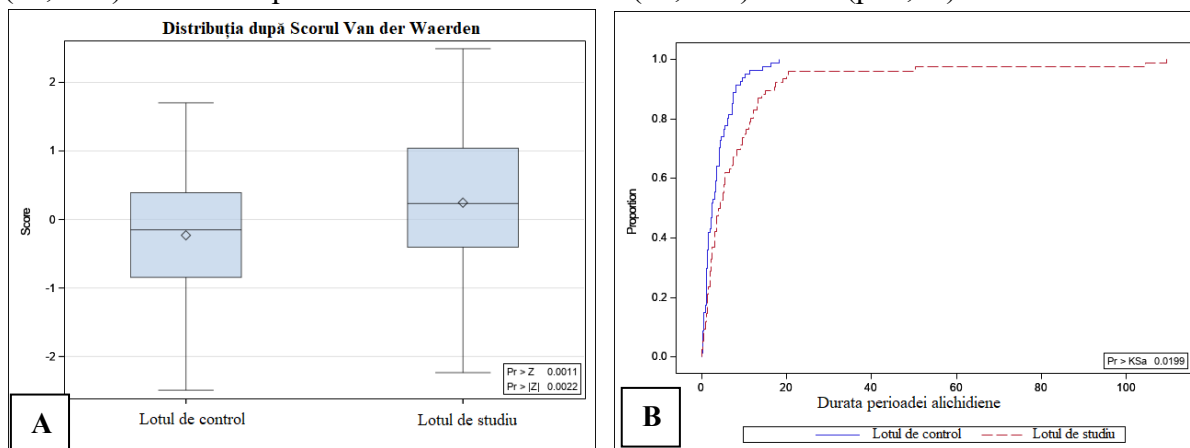 Distribuția după Scorul Van der Waerden
2
1
0
-1
-2
Score
Pr > Z 0.0011
Pr > |Z| 0.0022
A
Lotul de control
Lotul de studiu
1.0
0.8
0.6
0.4
0.2
0.0
Proportion
Pr > KSa 0.0199
0
20
40
60
80
100
B
Durata perioadei alichidiene
Lotul de control
Lotul de studiu